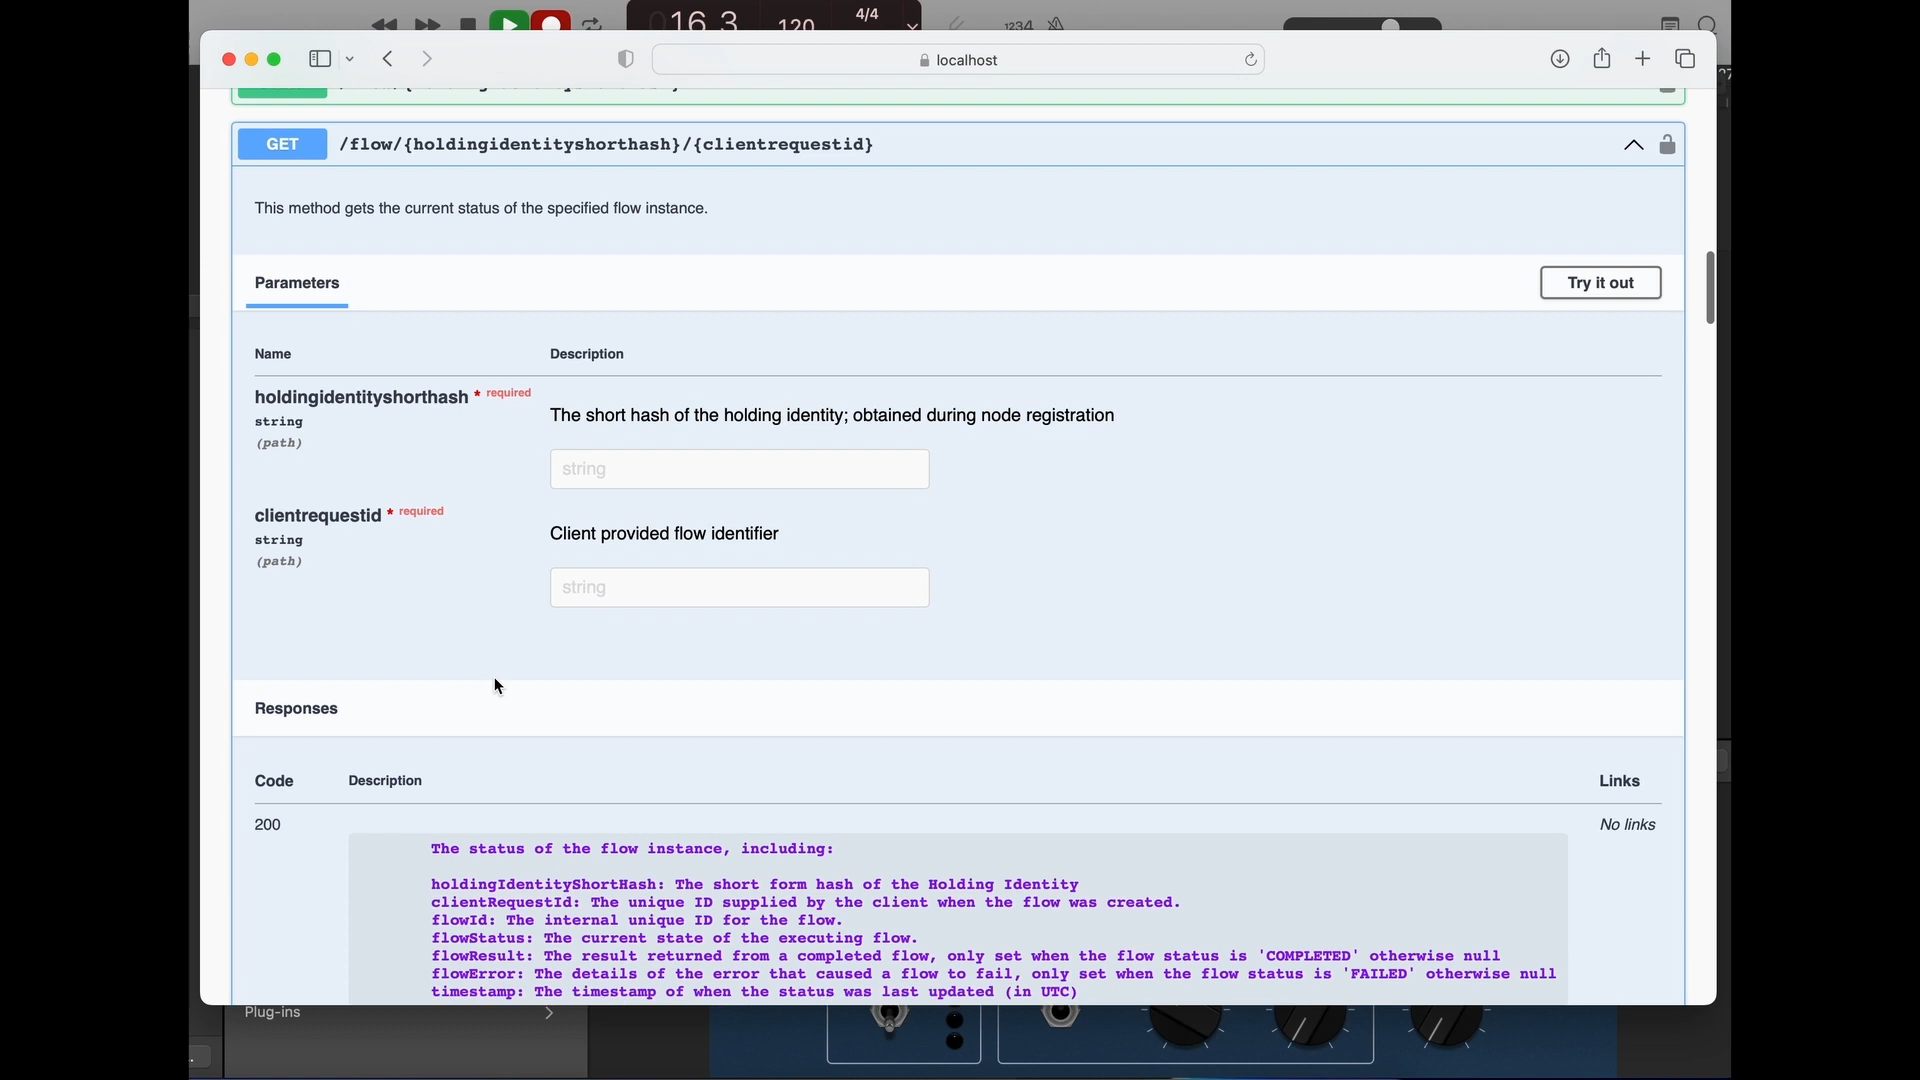 16 3
120
4/4
1234
localhost
GET /flow/{holdingidentityshorthash}/{clientrequestid}
This method gets the current status of the specified flow instance.
Parameters
Try it out
Name Description
holdingidentityshorthash * required
string
(path)
The short hash of the holding identity; obtained during node registration
string
clientrequestid * required
string
(path)
Client provided flow identifier
string
Responses
Code Description Links
200 No links
The status of the flow instance, including:
holdingIdentityShortHash: The short form hash of the Holding Identity
clientRequestId: The unique ID supplied by the client when the flow was created.
flowId: The internal unique ID for the flow.
flowStatus: The current state of the executing flow.
flowResult: The result returned from a completed flow, only set when the flow status is 'COMPLETED' otherwise null
flowError: The details of the error that caused a flow to fail, only set when the flow status is 'FAILED' otherwise null
timestamp: The timestamp of when the status was last updated (in UTC)
Plug-ins